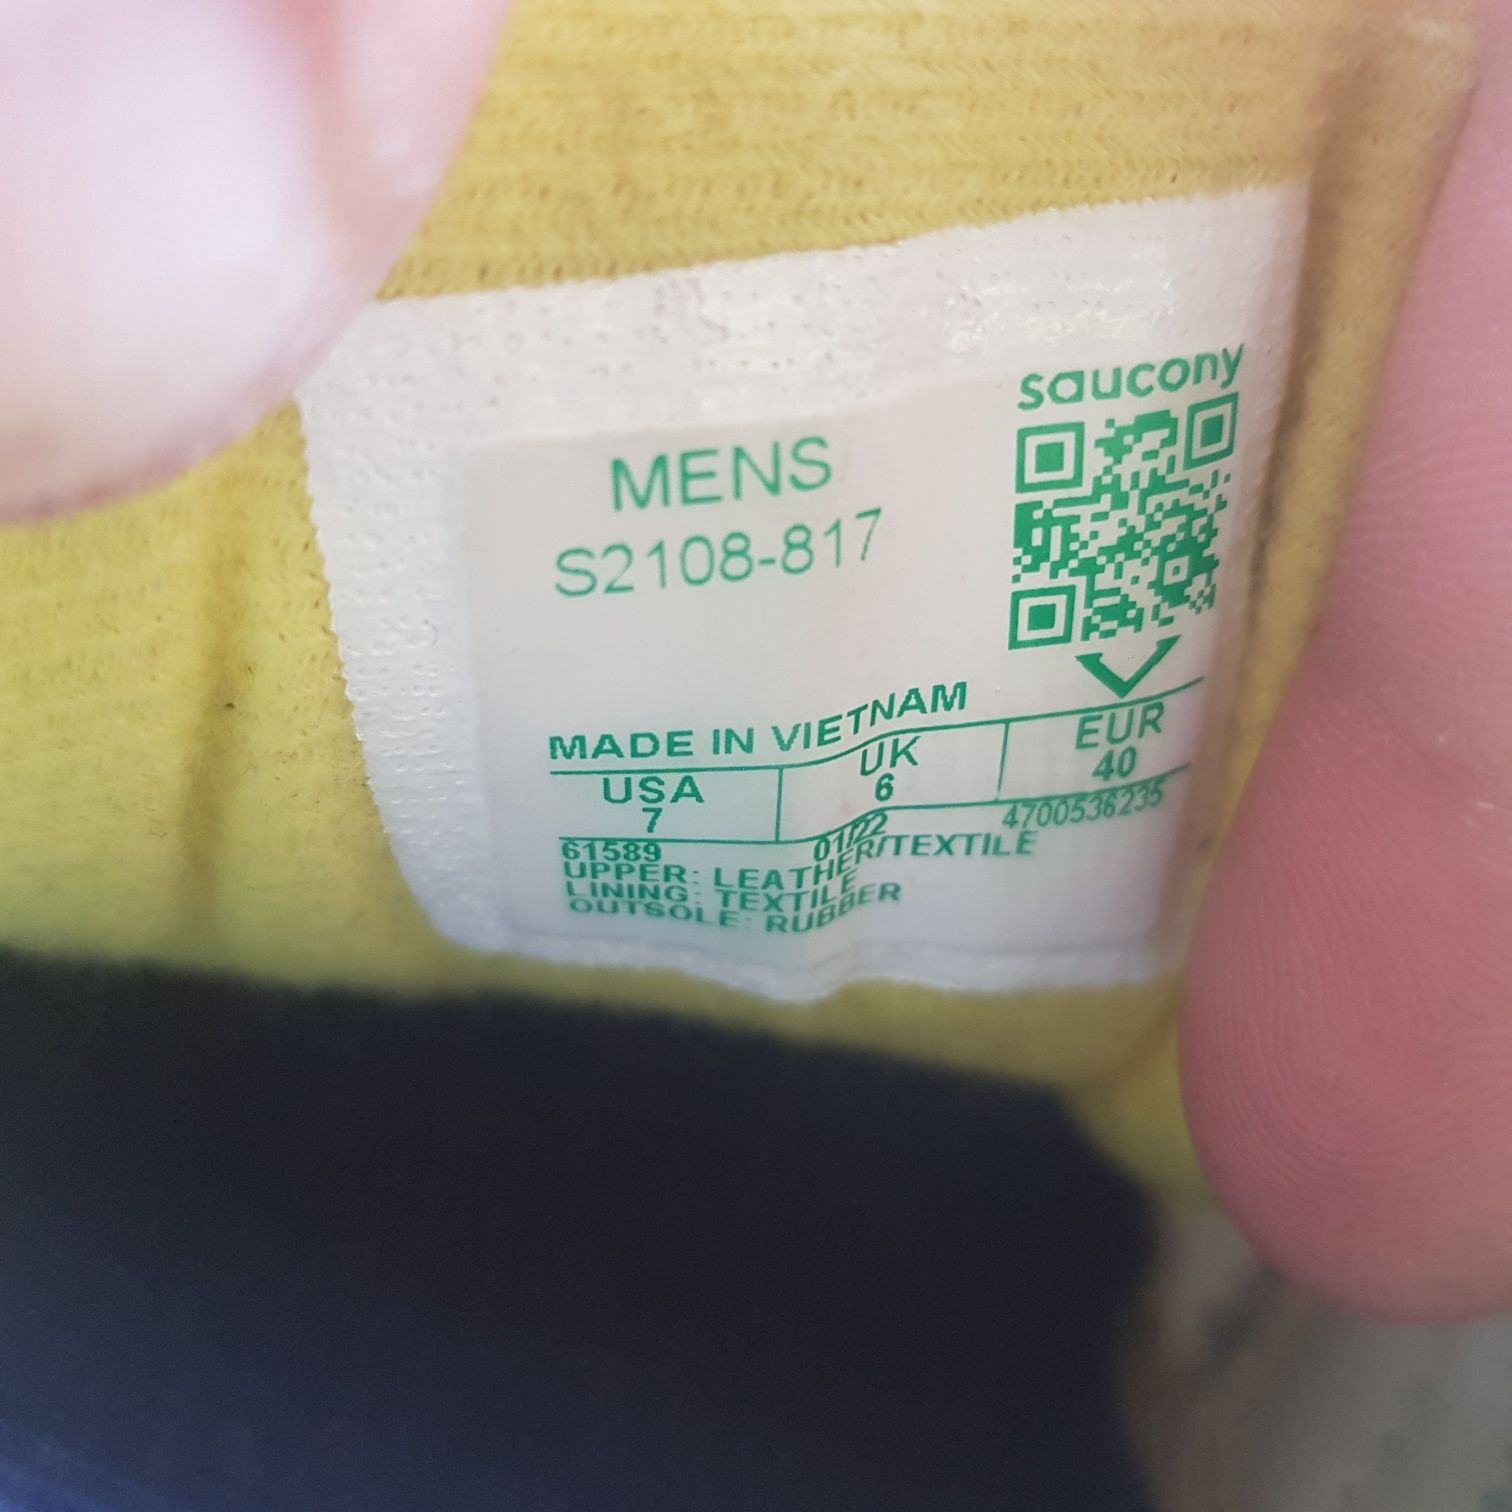 saucony
MENS
S2108-817
MADE IN VIETNAM
USA UK EUR
7 6 40
61589 01/22 4700536235
UPPER: LEATHER/TEXTILE
LINING: TEXTILE
OUTSOLE: RUBBER